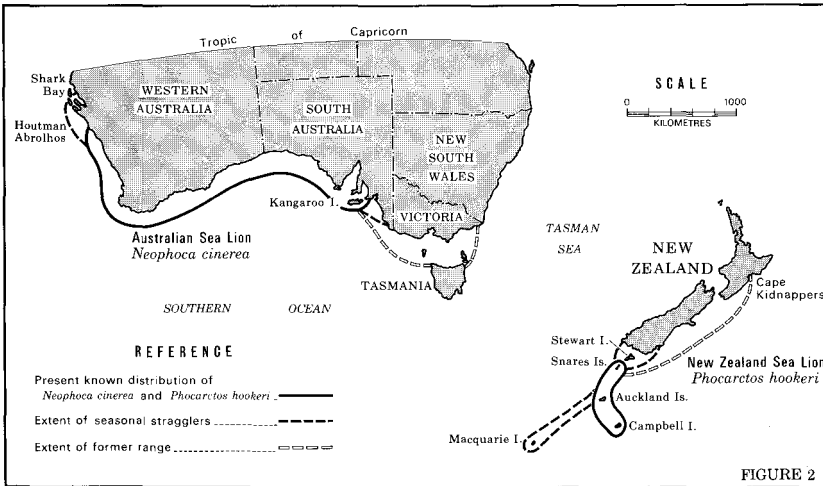 Tropic of Capricorn
Shark
Bay
Houtman
Abrolhos
WESTERN
AUSTRALIA
SOUTH
AUSTRALIA
NEW
SOUTH
WALES
VICTORIA
Kangaroo I.
TASMANIA
Australian Sea Lion
Neophoca cinerea
SOUTHERN OCEAN
TASMAN
SEA
SCALE
0 1000
KILOMETRES
NEW
ZEALAND
Cape
Kidnappers
Stewart I.
Snares Is.
New Zealand Sea Lion
Phocarctos hookeri
Auckland Is.
Campbell I.
Macquarie I.
REFERENCE
Present known distribution of
Neophoca cinerea and Phocarctos hookeri
Extent of seasonal stragglers
Extent of former range
FIGURE 2